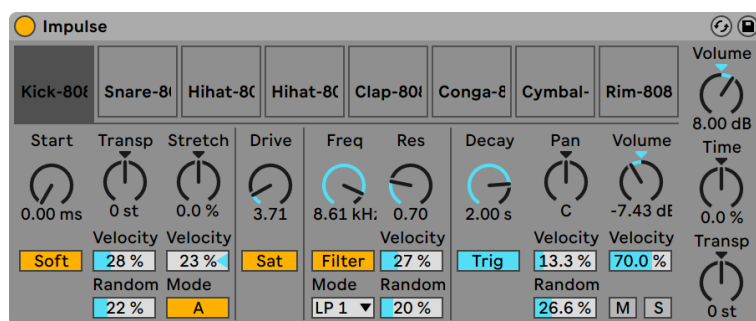 Impulse
Kick-808 Snare-8( Hihat-8( Hihat-8( Clap-808 Conga-8 Cymbal- Rim-808
Volume
8.00 dB
Start Transp Stretch Drive Freq Res Decay Pan Volume
0.00 ms 0 st 0.0 % 3.71 8.61 kHz 0.70 2.00 s C -7.43 dB
Time
0.0 %
Velocity Velocity Velocity Velocity Velocity
Soft 28 % 23 % Sat Filter 27 % Trig 13.3 % 70.0 %
Random Mode Mode Random Random
22 % A LP 1 20 % 26.6 % M S
Transp
0 st